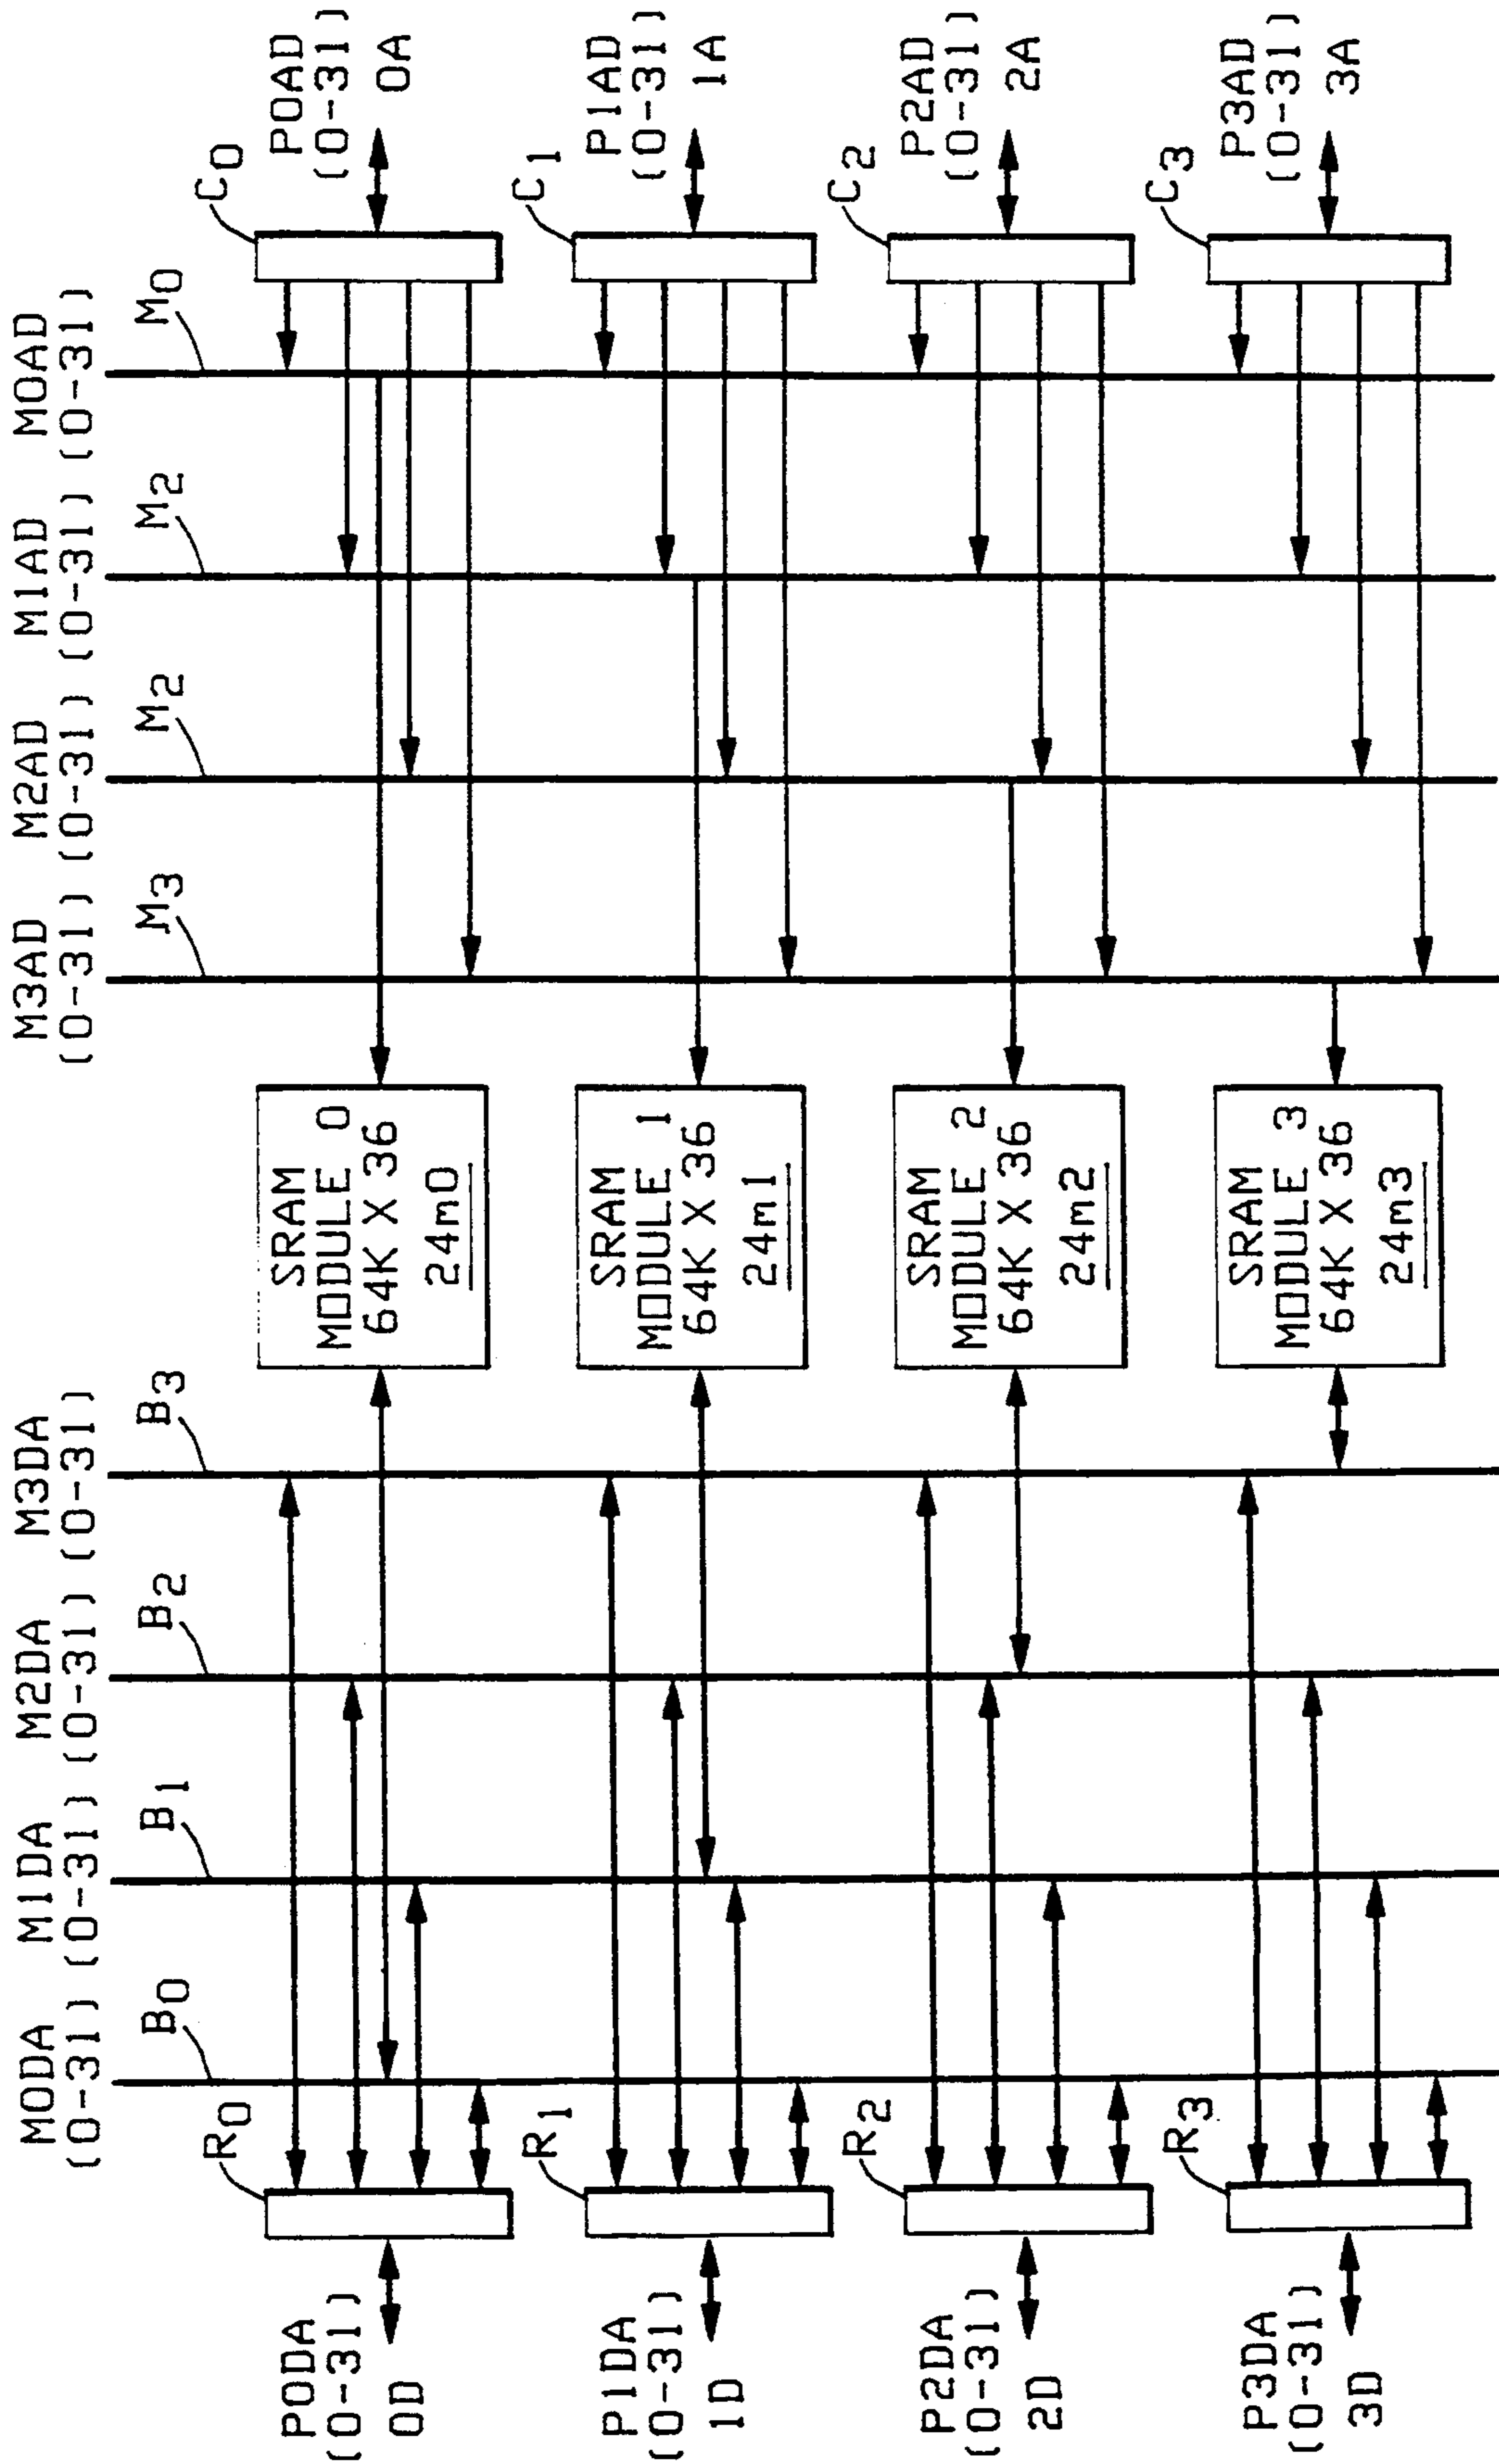 M0DA M1DA M2DA M3DA M3AD M2AD M1AD M0AD
(0-31) (0-31) (0-31) (0-31) (0-31) (0-31) (0-31) (0-31)
B0 B1 B2 B3 M3 M2 M2 M0
R0 C0
P0DA
(0-31)
0D
SRAM
MODULE 0
64K X 36
24m0
P0AD
(0-31)
0A
R1 C1
P1DA
(0-31)
1D
SRAM
MODULE 1
64K X 36
24m1
P1AD
(0-31)
1A
R2 C2
P2DA
(0-31)
2D
SRAM
MODULE 2
64K X 36
24m2
P2AD
(0-31)
2A
R3 C3
P3DA
(0-31)
3D
SRAM
MODULE 3
64K X 36
24m3
P3AD
(0-31)
3A